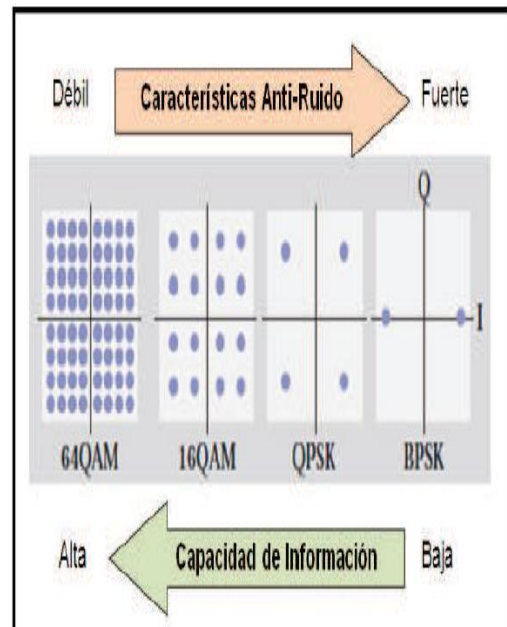 Débil Características Anti-Ruido Fuerte
Q
I
64QAM 16QAM QPSK BPSK
Alta Capacidad de Información Baja